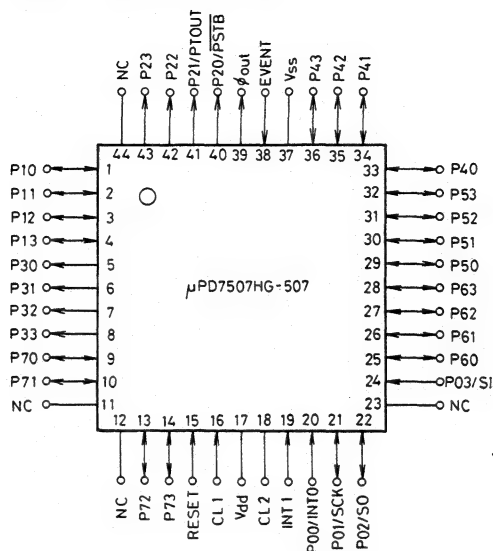 NC
P23
P22
P21/PTOUT
P20/PSTB
φout
EVENT
Vss
P43
P42
P41
44 43 42 41 40 39 38 37 36 35 34
P10 1
P11 2
P12 3
P13 4
P30 5
P31 6
P32 7
P33 8
P70 9
P71 10
NC 11
μPD7507HG-507
33 P40
32 P53
31 P52
30 P51
29 P50
28 P63
27 P62
26 P61
25 P60
24 P03/SI
23 NC
12 13 14 15 16 17 18 19 20 21 22
NC
P72
P73
RESET
CL1
Vdd
CL2
INT1
P00/INT0
P01/SCK
P02/SO